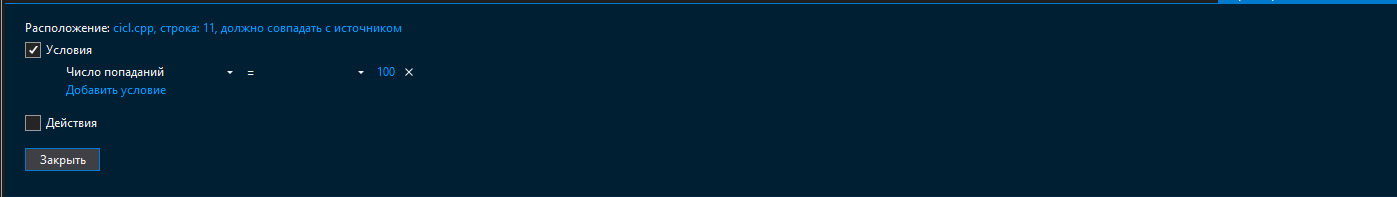 Расположение: cicl.cpp, строка: 11, должно совпадать с источником
Условия
Число попаданий = 100
Добавить условие
Действия
Закрыть